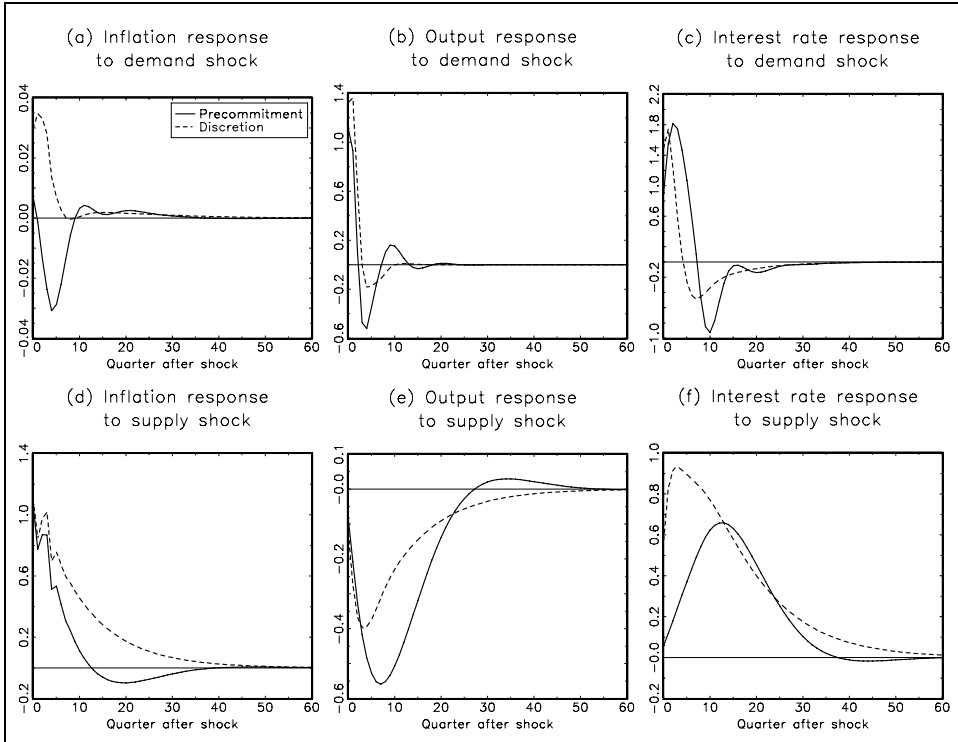 (a) Inflation response
to demand shock
(b) Output response
to demand shock
(c) Interest rate response
to demand shock
0.04
0.02
0.00
−0.02
−0.04
Precommitment
Discretion
0 10 20 30 40 50 60
Quarter after shock
1.4
1.0
0.6
0.2
−0.2
−0.6
0 10 20 30 40 50 60
Quarter after shock
2.2
1.8
1.4
1.0
0.6
−0.2
−1.0
0 10 20 30 40 50 60
Quarter after shock
(d) Inflation response
to supply shock
(e) Output response
to supply shock
(f) Interest rate response
to supply shock
1.4
1.0
0.6
0.2
−0.2
0 10 20 30 40 50 60
Quarter after shock
0.1
−0.0
−0.2
−0.4
−0.6
0 10 20 30 40 50 60
Quarter after shock
1.0
0.8
0.6
0.4
0.2
−0.0
−0.2
0 10 20 30 40 50 60
Quarter after shock